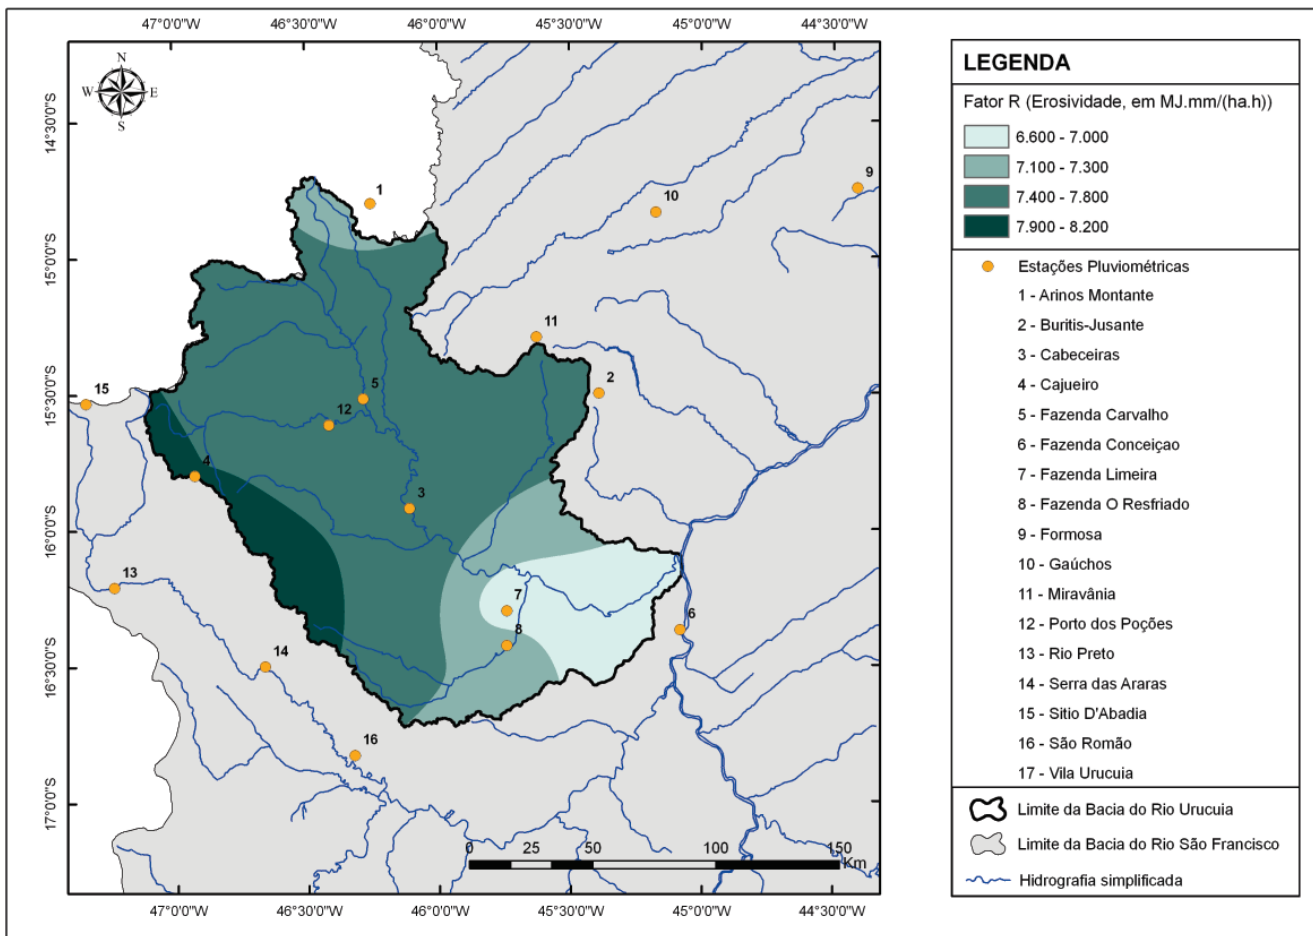 47°0'0"W 46°30'0"W 46°0'0"W 45°30'0"W 45°0'0"W 44°30'0"W
N
W E
S
14°30'0"S
15°0'0"S
15°30'0"S
16°0'0"S
16°30'0"S
17°0'0"S
1
9
10
11
2
5
15
12
4
3
13
7
6
8
14
16
0 25 50 100 150
Km
47°0'0"W 46°30'0"W 46°0'0"W 45°30'0"W 45°0'0"W 44°30'0"W
LEGENDA
Fator R (Erosividade, em MJ.mm/(ha.h))
6.600 - 7.000
7.100 - 7.300
7.400 - 7.800
7.900 - 8.200
Estações Pluviométricas
1 - Arinos Montante
2 - Buritis-Jusante
3 - Cabeceiras
4 - Cajueiro
5 - Fazenda Carvalho
6 - Fazenda Conceiçao
7 - Fazenda Limeira
8 - Fazenda O Resfriado
9 - Formosa
10 - Gaúchos
11 - Miravânia
12 - Porto dos Poções
13 - Rio Preto
14 - Serra das Araras
15 - Sitio D'Abadia
16 - São Romão
17 - Vila Urucuia
Limite da Bacia do Rio Urucuia
Limite da Bacia do Rio São Francisco
Hidrografia simplificada